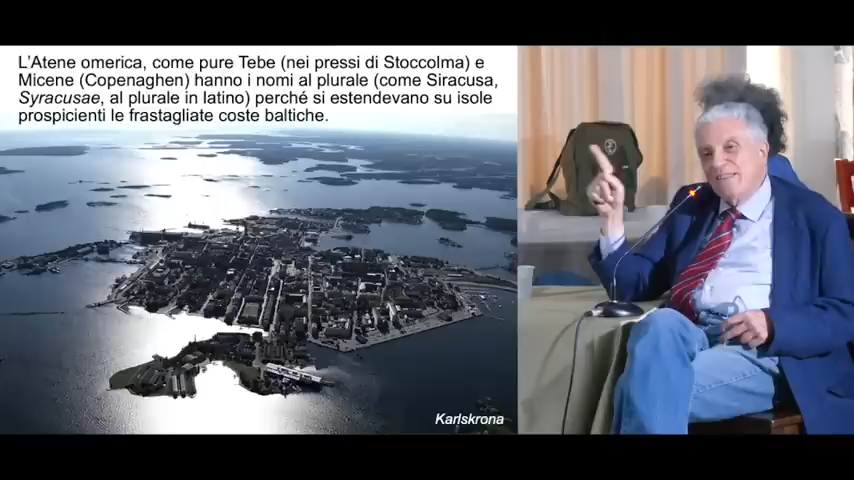 L'Atene omerica, come pure Tebe (nei pressi di Stoccolma) e
Micene (Copenaghen) hanno i nomi al plurale (come Siracusa,
Syracusae, al plurale in latino) perché si estendevano su isole
prospicienti le frastagliate coste baltiche.
Karlskrona